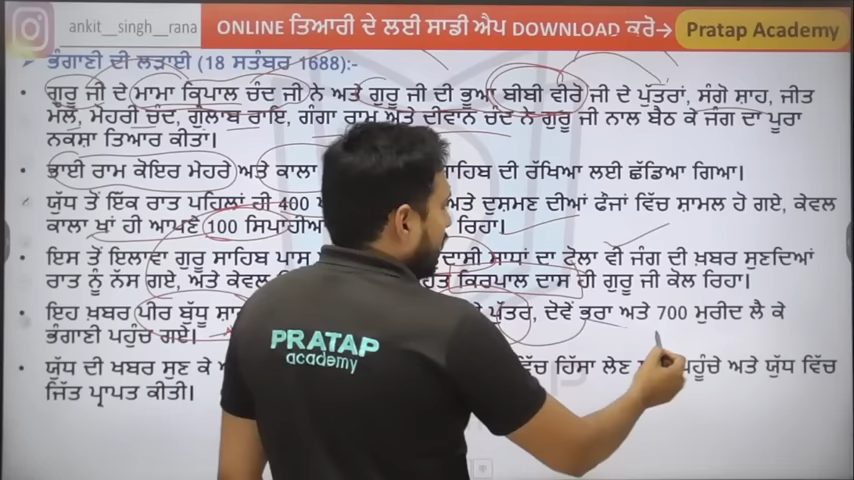 ankit__singh__rana
ONLINE ਤਿਆਰੀ ਦੇ ਲਈ ਸਾਡੀ ਐਪ DOWNLOAD ਕਰੋ→
Pratap Academy
ਭੰਗਾਣੀ ਦੀ ਲੜਾਈ (18 ਸਤੰਬਰ 1688):-
ਗੁਰੂ ਜੀ ਦੇ ਮਾਮਾ ਕ੍ਰਿਪਾਲ ਚੰਦ ਜੀ ਨੇ ਅਤੇ ਗੁਰੂ ਜੀ ਦੀ ਭੂਆ ਬੀਬੀ ਵੀਰੋ ਜੀ ਦੇ ਪੁੱਤਰਾਂ, ਸੰਗੋ ਸ਼ਾਹ, ਜੀਤ
ਮੱਲ, ਮੋਹਰੀ ਚੰਦ, ਗੁਲਾਬ ਰਾਇ, ਗੰਗਾ ਰਾਮ ਅਤੇ ਦੀਵਾਨ ਚੰਦ ਨੇ ਗੁਰੂ ਜੀ ਨਾਲ ਬੈਠ ਕੇ ਜੰਗ ਦਾ ਪੂਰਾ
ਨਕਸ਼ਾ ਤਿਆਰ ਕੀਤਾਂ।
ਭਾਈ ਰਾਮ ਕੋਇਰ ਮੇਹਰੇ ਅਤੇ ਕਾਲਾ ਸਾਹਿਬ ਦੀ ਰੱਖਿਆ ਲਈ ਛੱਡਿਆ ਗਿਆ।
ਯੁੱਧ ਤੋਂ ਇੱਕ ਰਾਤ ਪਹਿਲਾਂ ਹੀ 400 ਅਤੇ ਦੁਸ਼ਮਣ ਦੀਆਂ ਫੌਜਾਂ ਵਿੱਚ ਸ਼ਾਮਲ ਹੋ ਗਏ, ਕੇਵਲ
ਕਾਲਾ ਖਾਂ ਹੀ ਆਪਣੇ 100 ਸਿਪਾਹੀਆਂ ਰਿਹਾ।
ਇਸ ਤੋਂ ਇਲਾਵਾ ਗੁਰੂ ਸਾਹਿਬ ਪਾਸ ਦਾਸੀ ਸਾਧਾਂ ਦਾ ਟੋਲਾ ਵੀ ਜੰਗ ਦੀ ਖ਼ਬਰ ਸੁਣਦਿਆਂ
ਰਾਤ ਨੂੰ ਨੱਸ ਗਏ, ਅਤੇ ਕੇਵਲ ਕਿਰਪਾਲ ਦਾਸ ਹੀ ਗੁਰੂ ਜੀ ਕੋਲ ਰਿਹਾ।
ਇਹ ਖ਼ਬਰ ਪੀਰ ਬੁੱਧੂ ਪੁੱਤਰ, ਦੋਵੇਂ ਭਰਾ ਅਤੇ 700 ਮੁਰੀਦ ਲੈ ਕੇ
ਭੰਗਾਣੀ ਪਹੁੰਚ ਗਏ।
ਯੁੱਧ ਦੀ ਖਬਰ ਸੁਣ ਕੇ ਵਿੱਚ ਹਿੱਸਾ ਲੇਣ ਪਹੂੰਚੇ ਅਤੇ ਯੁੱਧ ਵਿੱਚ
ਜਿੱਤ ਪ੍ਰਾਪਤ ਕੀਤੀ।
PRATAP
academy